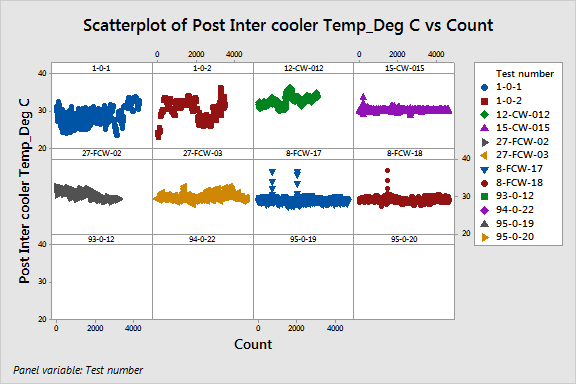 Scatterplot of Post Inter cooler Temp_Deg C vs Count
0 2000 4000
0 2000 4000
1-0-1
1-0-2
12-CW-012
15-CW-015
40
30
20
27-FCW-02
27-FCW-03
8-FCW-17
8-FCW-18
40
30
20
93-0-12
94-0-22
95-0-19
95-0-20
40
30
20
0 2000 4000
0 2000 4000
Post Inter cooler Temp_Deg C
Count
Test number
1-0-1
1-0-2
12-CW-012
15-CW-015
27-FCW-02
27-FCW-03
8-FCW-17
8-FCW-18
93-0-12
94-0-22
95-0-19
95-0-20
Panel variable: Test number